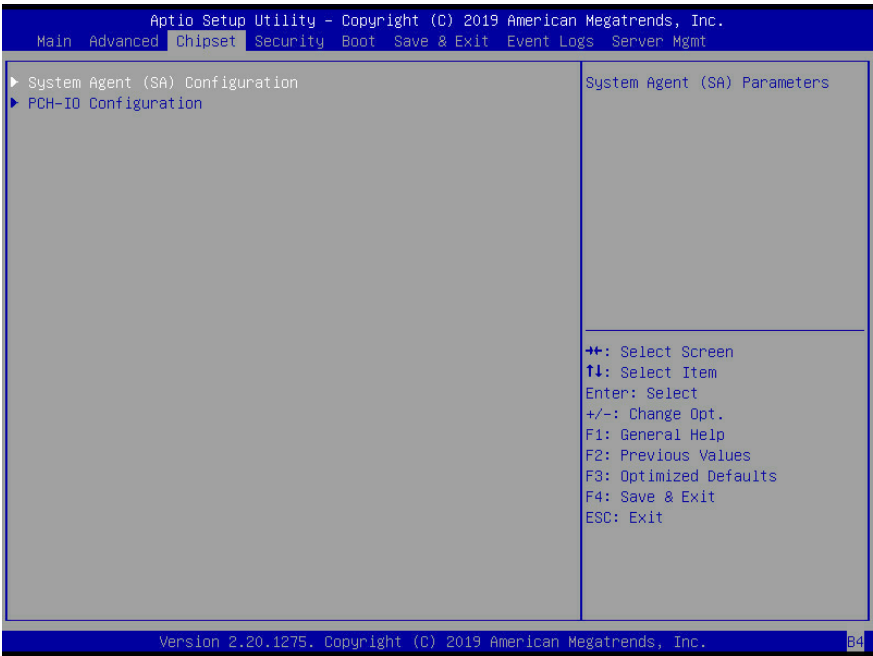 Aptio Setup Utility – Copyright (C) 2019 American Megatrends, Inc.
Main Advanced Chipset Security Boot Save & Exit Event Logs Server Mgmt
System Agent (SA) Configuration
PCH-IO Configuration
System Agent (SA) Parameters
→←: Select Screen
↑↓: Select Item
Enter: Select
+/-: Change Opt.
F1: General Help
F2: Previous Values
F3: Optimized Defaults
F4: Save & Exit
ESC: Exit
Version 2.20.1275. Copyright (C) 2019 American Megatrends, Inc.
B4